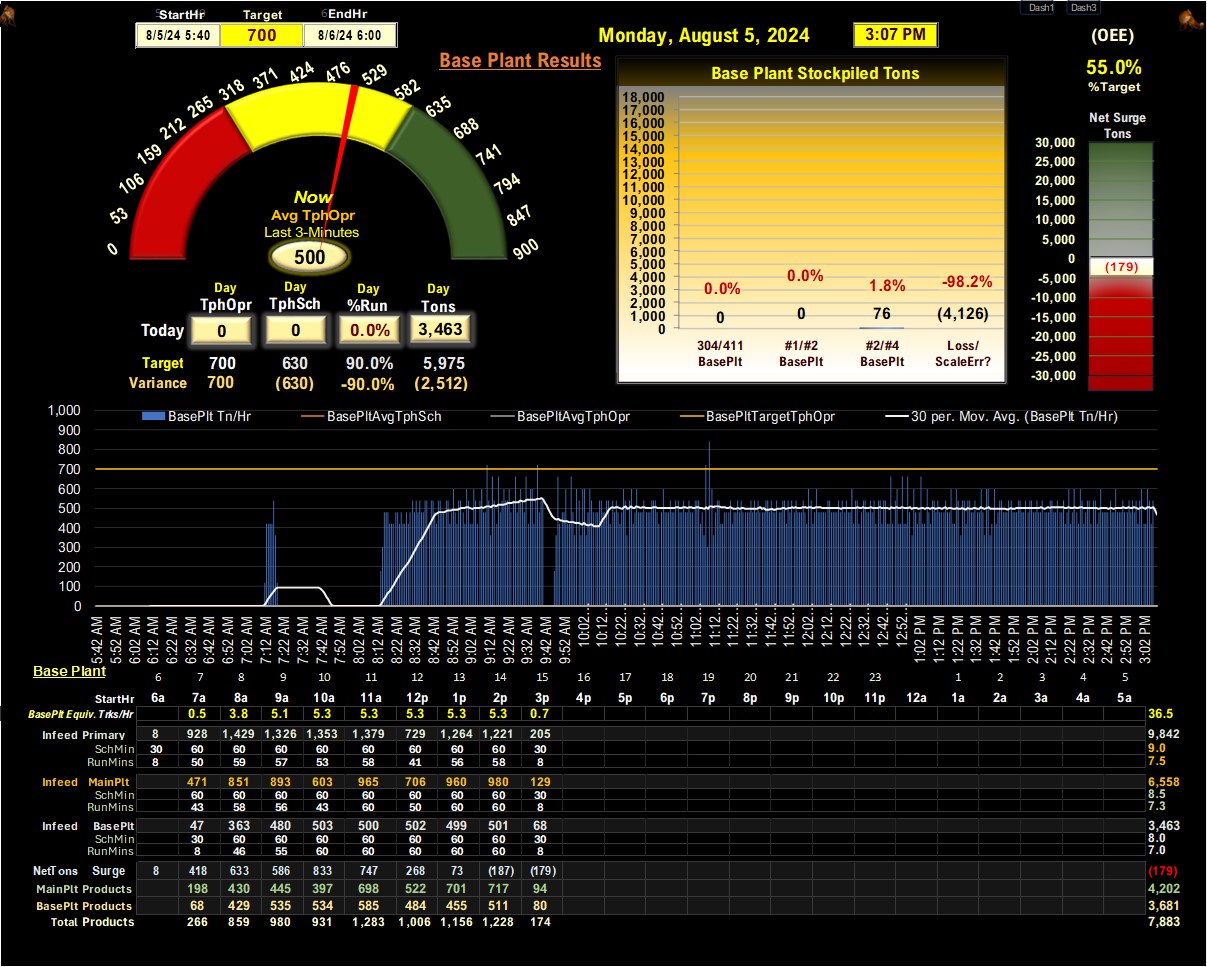 StartHr Target EndHr
8/5/24 5:40 700 8/6/24 6:00
Monday, August 5, 2024 3:07 PM
Dash1 Dash3
(OEE)
55.0%
%Target
Base Plant Results
0 53 106 159 212 265 318 371 424 476 529 582 635 688 741 794 847 900
Now
Avg TphOpr
Last 3-Minutes
500
Day Day Day Day
TphOpr TphSch %Run Tons
Today 0 0 0.0% 3,463
Target 700 630 90.0% 5,975
Variance 700 (630) -90.0% (2,512)
Base Plant Stockpiled Tons
18,000
17,000
16,000
15,000
14,000
13,000
12,000
11,000
10,000
9,000
8,000
7,000
6,000
5,000
4,000
3,000
2,000
1,000
0
0.0% 0.0% 1.8% -98.2%
0 0 76 (4,126)
304/411 #1/#2 #2/#4 Loss/
BasePlt BasePlt BasePlt ScaleErr?
Net Surge
Tons
30,000
25,000
20,000
15,000
10,000
5,000
0
(179)
-5,000
-10,000
-15,000
-20,000
-25,000
-30,000
BasePlt Tn/Hr BasePltAvgTphSch BasePltAvgTphOpr BasePltTargetTphOpr 30 per. Mov. Avg. (BasePlt Tn/Hr)
1,000
900
800
700
600
500
400
300
200
100
0
5:42 AM 5:52 AM 6:02 AM 6:12 AM 6:22 AM 6:32 AM 6:42 AM 6:52 AM 7:02 AM 7:12 AM 7:22 AM 7:32 AM 7:42 AM 7:52 AM 8:02 AM 8:12 AM 8:22 AM 8:32 AM 8:42 AM 8:52 AM 9:02 AM 9:12 AM 9:22 AM 9:32 AM 9:42 AM 9:52 AM 10:02... 10:12... 10:22... 10:32... 10:42... 10:52... 11:02... 11:12... 11:22... 11:32... 11:42... 11:52... 12:02... 12:12... 12:22... 12:32... 12:42... 12:52... 1:02 PM 1:12 PM 1:22 PM 1:32 PM 1:42 PM 1:52 PM 2:02 PM 2:12 PM 2:22 PM 2:32 PM 2:42 PM 2:52 PM 3:02 PM
Base Plant
6 7 8 9 10 11 12 13 14 15 16 17 18 19 20 21 22 23 1 2 3 4 5
StartHr 6a 7a 8a 9a 10a 11a 12p 1p 2p 3p 4p 5p 6p 7p 8p 9p 10p 11p 12a 1a 2a 3a 4a 5a
BasePlt Equiv. Trks/Hr 0.5 3.8 5.1 5.3 5.3 5.3 5.3 5.3 0.7 36.5
Infeed Primary 8 928 1,429 1,326 1,353 1,379 729 1,264 1,221 205 9,842
SchMin 30 60 60 60 60 60 60 60 60 30 9.0
RunMins 8 50 59 57 53 58 41 56 58 8 7.5
Infeed MainPlt 471 851 893 603 965 706 960 980 129 6,558
SchMin 60 60 60 60 60 60 60 60 30 8.5
RunMins 43 58 56 43 60 50 60 60 8 7.3
Infeed BasePlt 47 363 480 503 500 502 499 501 68 3,463
SchMin 30 60 60 60 60 60 60 60 30 8.0
RunMins 8 46 55 60 60 60 60 60 8 7.0
NetTons Surge 8 418 633 586 833 747 268 73 (187) (179) (179)
MainPlt Products 198 430 445 397 698 522 701 717 94 4,202
BasePlt Products 68 429 535 534 585 484 455 511 80 3,681
Total Products 266 859 980 931 1,283 1,006 1,156 1,228 174 7,883